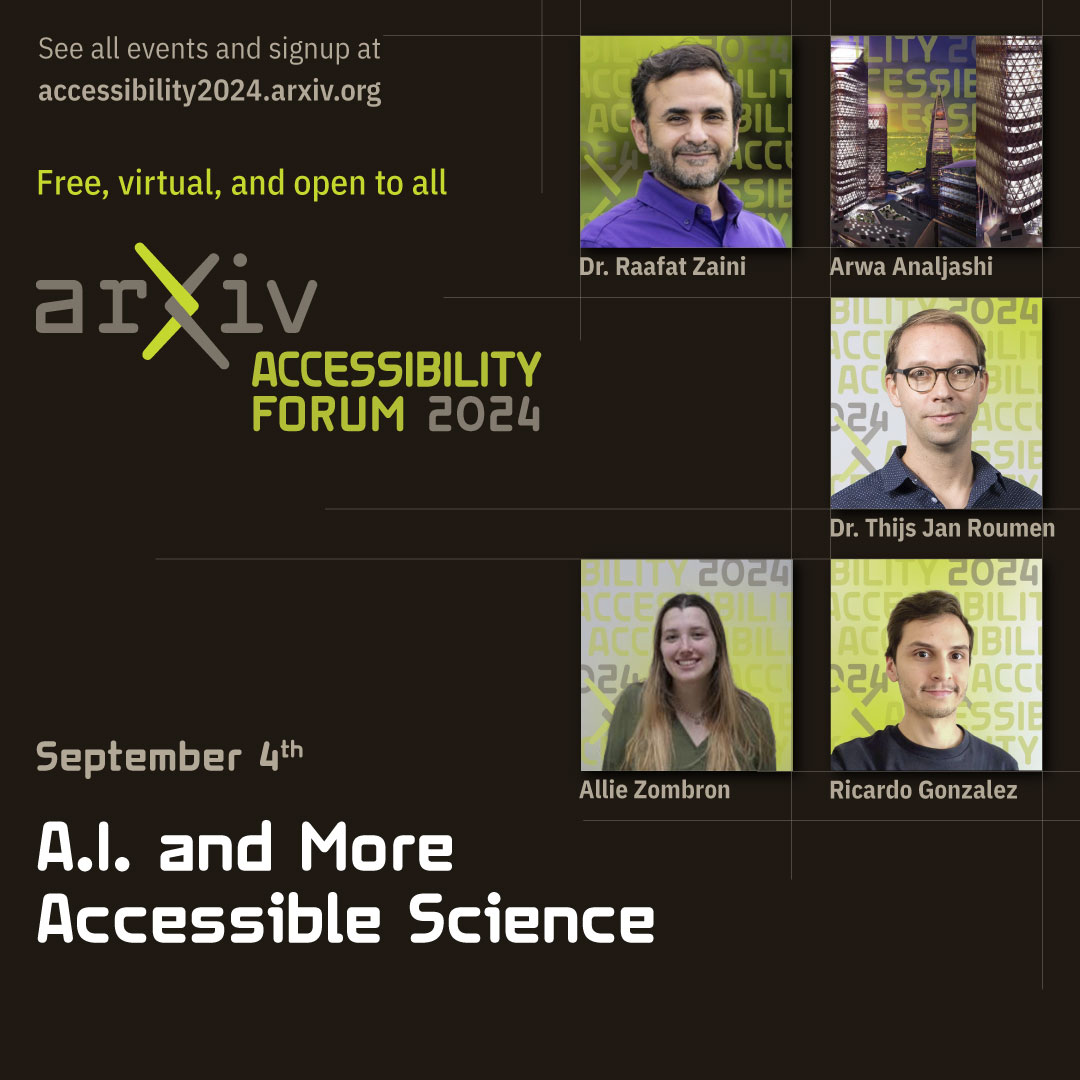 See all events and signup at
accessibility2024.arxiv.org
Free, virtual, and open to all
arXiv
ACCESSIBILITY
FORUM 2024
Dr. Raafat Zaini
Arwa Analjashi
Dr. Thijs Jan Roumen
Allie Zombron
Ricardo Gonzalez
September 4th
A.I. and More
Accessible Science